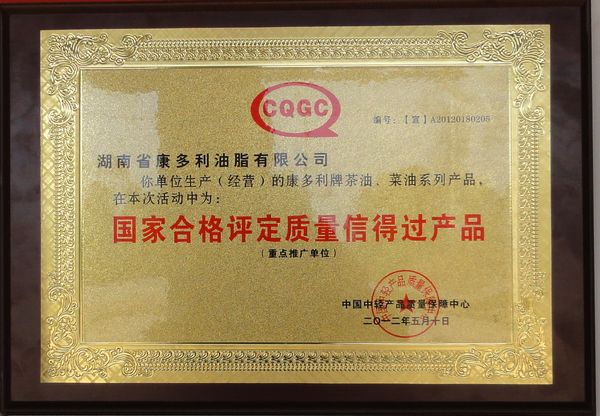 CQGC
编号:【宣】A20120180205
湖南省康多利油脂有限公司
你单位生产(经营)的康多利牌茶油、菜油系列产品,
在本次活动中为:
国家合格评定质量信得过产品
(重点推广单位)
中国中轻产品质量保障中心
二〇一二年五月十日